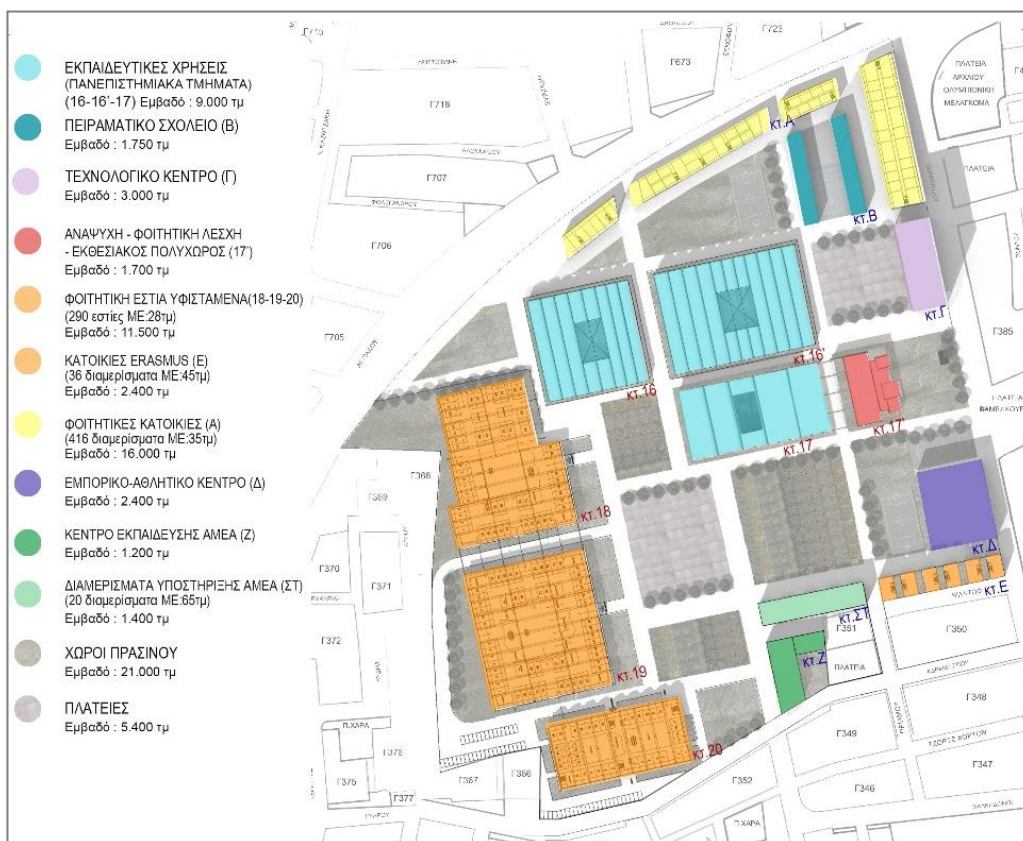 ΕΚΠΑΙΔΕΥΤΙΚΕΣ ΧΡΗΣΕΙΣ
(ΠΑΝΕΠΙΣΤΗΜΙΑΚΑ ΤΜΗΜΑΤΑ)
(16-16'-17) Εμβαδό : 9.000 τμ
ΠΕΙΡΑΜΑΤΙΚΟ ΣΧΟΛΕΙΟ (Β)
Εμβαδό : 1.750 τμ
ΤΕΧΝΟΛΟΓΙΚΟ ΚΕΝΤΡΟ (Γ)
Εμβαδό : 3.000 τμ
ΑΝΑΨΥΧΗ - ΦΟΙΤΗΤΙΚΗ ΛΕΣΧΗ
- ΕΚΘΕΣΙΑΚΟΣ ΠΟΛΥΧΩΡΟΣ (17')
Εμβαδό : 1.700 τμ
ΦΟΙΤΗΤΙΚΗ ΕΣΤΙΑ ΥΦΙΣΤΑΜΕΝΑ(18-19-20)
(290 εστίες ΜΕ:28τμ)
Εμβαδό : 11.500 τμ
ΚΑΤΟΙΚΙΕΣ ERASMUS (Ε)
(36 διαμερίσματα ΜΕ:45τμ)
Εμβαδό : 2.400 τμ
ΦΟΙΤΗΤΙΚΕΣ ΚΑΤΟΙΚΙΕΣ (Α)
(416 διαμερίσματα ΜΕ:35τμ)
Εμβαδό : 16.000 τμ
ΕΜΠΟΡΙΚΟ-ΑΘΛΗΤΙΚΟ ΚΕΝΤΡΟ (Δ)
Εμβαδό : 2.400 τμ
ΚΕΝΤΡΟ ΕΚΠΑΙΔΕΥΣΗΣ ΑΜΕΑ (Ζ)
Εμβαδό : 1.200 τμ
ΔΙΑΜΕΡΙΣΜΑΤΑ ΥΠΟΣΤΗΡΙΞΗΣ ΑΜΕΑ (ΣΤ)
(20 διαμερίσματα ΜΕ:65τμ)
Εμβαδό : 1.400 τμ
ΧΩΡΟΙ ΠΡΑΣΙΝΟΥ
Εμβαδό : 21.000 τμ
ΠΛΑΤΕΙΕΣ
Εμβαδό : 5.400 τμ
Γ723
Γ673
Γ718
Γ707
Γ706
Γ705
ΠΛΑΤΕΙΑ
ΑΡΧΑΙΟΥ
ΟΛΥΜΠΙΟΝΙΚΗ
ΜΕΛΑΓΚΟΜΑ
ΠΛΑΤΕΙΑ
κτ.Α
κτ.Β
κτ.Γ
Γ385
κτ.16
κτ.16'
κτ.17
κτ.17'
κτ.18
κτ.19
κτ.20
κτ.Δ
κτ.Ε
κτ.ΣΤ
κτ.Ζ
Γ368
Γ369
Γ370
Γ371
Γ372
Γ351
ΠΛΑΤΕΙΑ
Γ350
Γ348
Γ349
Γ347
Γ346
Γ352
Π.ΧΑΡΑ
Π.ΧΑΡΑ
Γ376
Γ375
Γ377
Γ367
Γ366